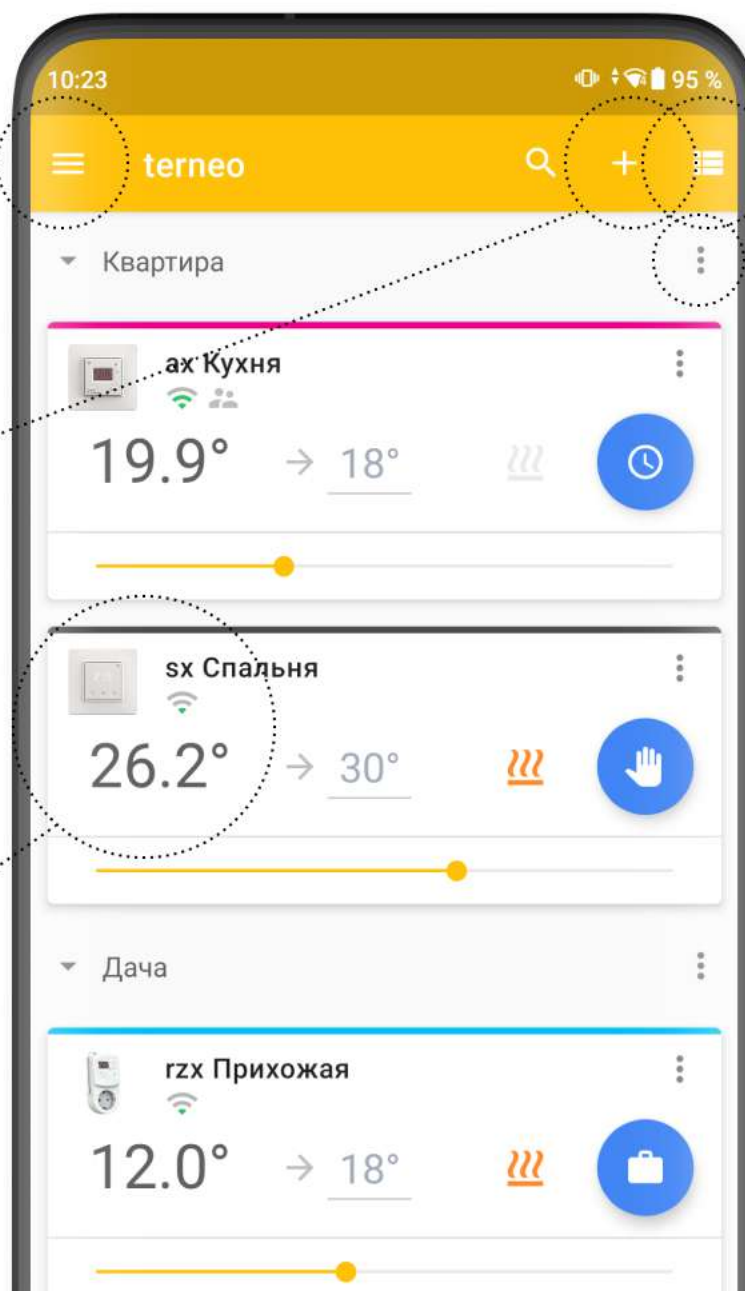 10:23 95 %
terneo
Квартира
ax Кухня
19.9° → 18°
sx Спальня
26.2° → 30°
Дача
rzx Прихожая
12.0° → 18°